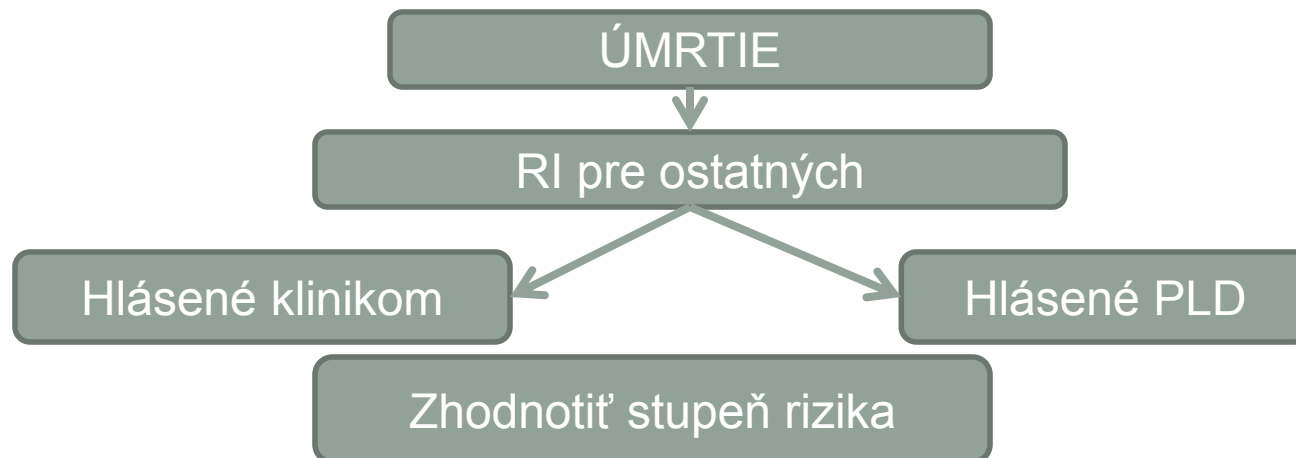 ÚMRTIE
RI pre ostatných
Hlásené klinikom
Hlásené PLD
Zhodnotiť stupeň rizika